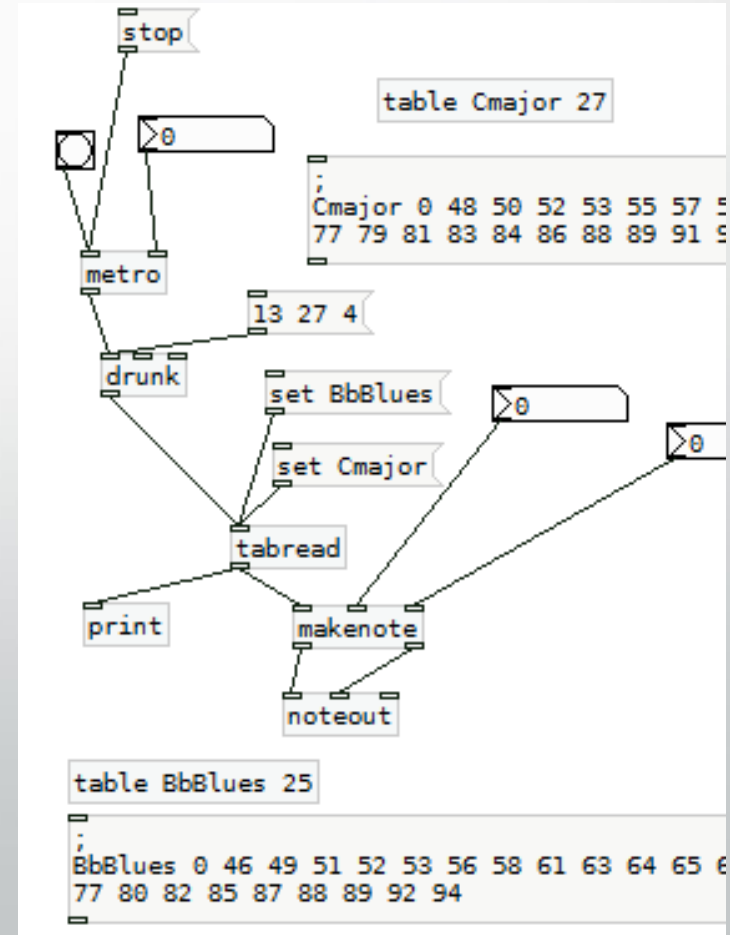 stop
table Cmajor 27
0
;
Cmajor 0 48 50 52 53 55 57
77 79 81 83 84 86 88 89 91
metro
13 27 4
drunk
set BbBlues
0
0
set Cmajor
tabread
print
makenote
noteout
table BbBlues 25
;
BbBlues 0 46 49 51 52 53 56 58 61 63 64 65
77 80 82 85 87 88 89 92 94